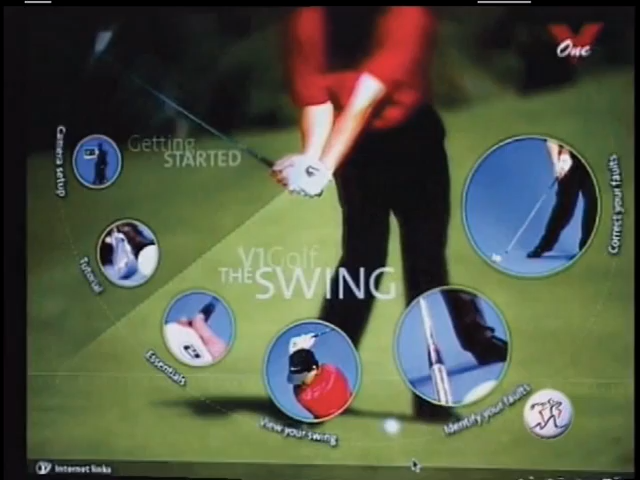 V
One
Getting
STARTED
Camera setup
Tutorial
V1Golf
THE SWING
Essentials
View your swing
Identify your faults
Correct your faults
Internet links